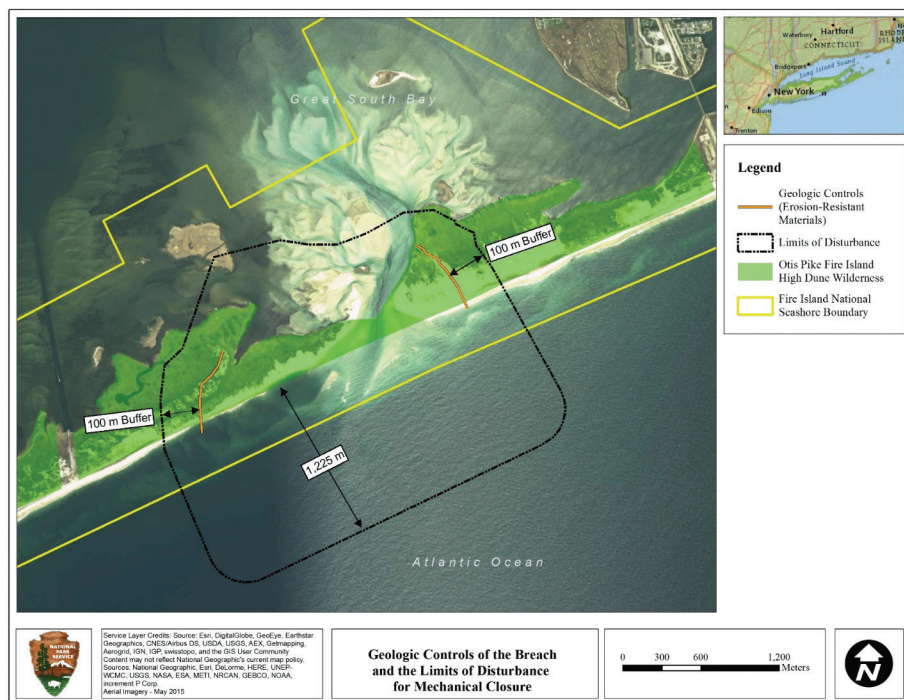 Great South Bay
100 m Buffer
100 m Buffer
1,225 m
Atlantic Ocean
Waterbury
Hartford
CONNECTICUT
RHODE
ISLAND
Bridgeport
Long Island Sound
New York
Edison
Trenton
Legend
Geologic Controls
(Erosion-Resistant
Materials)
Limits of Disturbance
Otis Pike Fire Island
High Dune Wilderness
Fire Island National
Seashore Boundary
NATIONAL
PARK
SERVICE
Service Layer Credits: Source: Esri, DigitalGlobe, GeoEye, Earthstar
Geographics, CNES/Airbus DS, USDA, USGS, AEX, Getmapping,
Aerogrid, IGN, IGP, swisstopo, and the GIS User Community
Content may not reflect National Geographic's current map policy.
Sources: National Geographic, Esri, DeLorme, HERE, UNEP-
WCMC, USGS, NASA, ESA, METI, NRCAN, GEBCO, NOAA,
increment P Corp.
Aerial Imagery - May 2015
Geologic Controls of the Breach
and the Limits of Disturbance
for Mechanical Closure
0 300 600 1,200
Meters
N